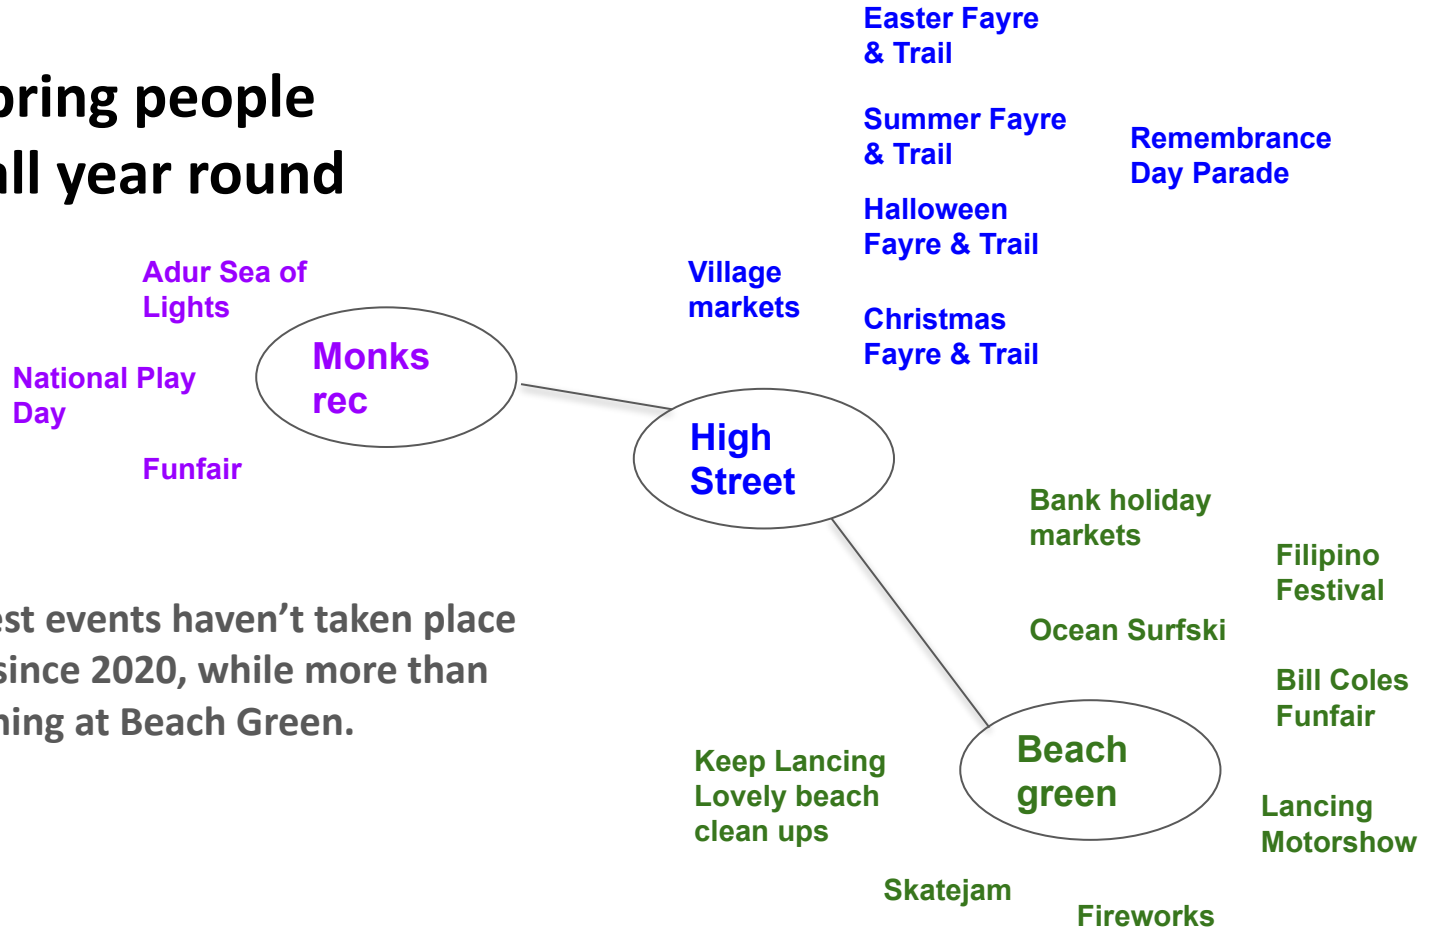 bring people
all year round
Easter Fayre
& Trail
Summer Fayre
& Trail
Remembrance
Day Parade
Halloween
Fayre & Trail
Christmas
Fayre & Trail
Village
markets
Adur Sea of
Lights
National Play
Day
Funfair
Monks
rec
High
Street
Bank holiday
markets
Filipino
Festival
Ocean Surfski
Bill Coles
Funfair
est events haven’t taken place
since 2020, while more than
ning at Beach Green.
Keep Lancing
Lovely beach
clean ups
Beach
green
Lancing
Motorshow
Skatejam
Fireworks